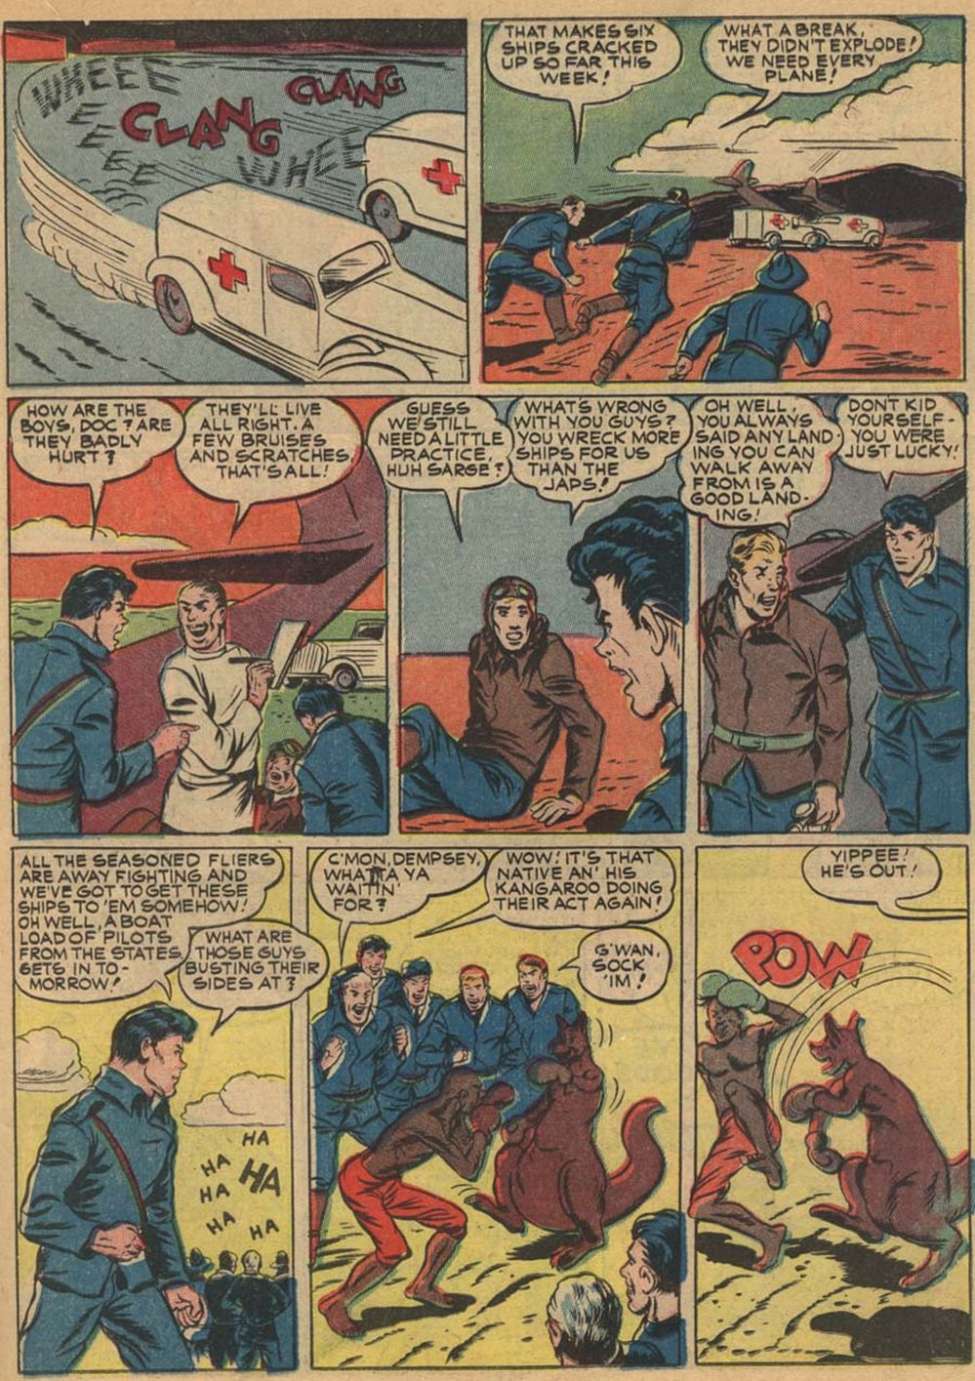 WHEEE
E
E
E
E
E
CLANG
CLANG
WHEE
THAT MAKES SIX
SHIPS CRACKED
UP SO FAR THIS
WEEK!
WHAT A BREAK,
THEY DIDN'T EXPLODE!
WE NEED EVERY
PLANE!
HOW ARE THE
BOYS, DOC? ARE
THEY BADLY
HURT?
THEY'LL LIVE
ALL RIGHT. A
FEW BRUISES
AND SCRATCHES,
THAT'S ALL!
GUESS
WE'STILL
NEED A LITTLE
PRACTICE,
HUH SARGE?
WHAT'S WRONG
WITH YOU GUYS?
YOU WRECK MORE
SHIPS FOR US
THAN THE
JAPS!
OH WELL,
YOU ALWAYS
SAID ANY LAND-
ING YOU CAN
WALK AWAY
FROM IS A
GOOD LAND-
ING!
DON'T KID
YOURSELF-
YOU WERE
JUST LUCKY!
ALL THE SEASONED FLIERS
ARE AWAY FIGHTING AND
WE'VE GOT TO GET THESE
SHIPS TO 'EM SOMEHOW!
OH WELL, A BOAT
LOAD OF PILOTS
FROM THE STATES
GETS IN TO-
MORROW!
WHAT ARE
THOSE GUYS
BUSTING THEIR
SIDES AT?
HA
HA
HA
HA
HA
HA
C'MON, DEMPSEY,
WHATTA YA
WAITIN'
FOR?
WOW! IT'S THAT
NATIVE AN' HIS
KANGAROO DOING
THEIR ACT AGAIN!
G'WAN,
SOCK
'IM!
YIPPEE!
HE'S OUT!
POW